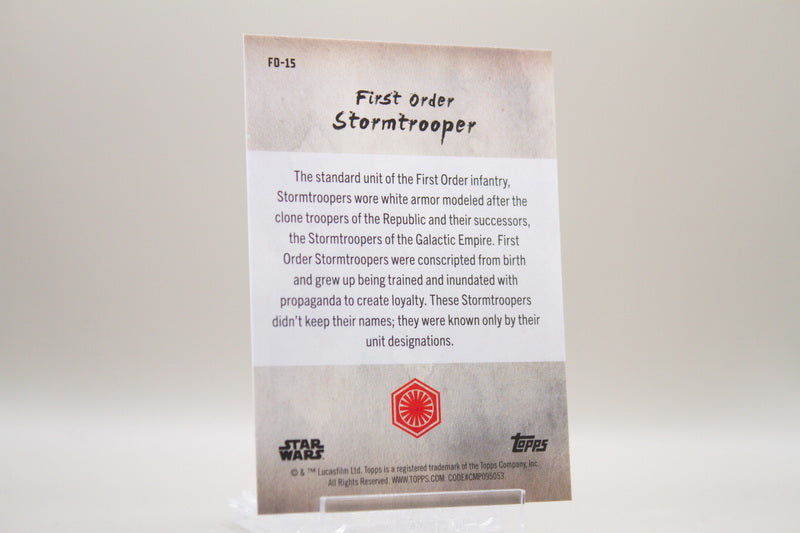 FO-15
First Order
Stormtrooper
The standard unit of the First Order infantry,
Stormtroopers wore white armor modeled after the
clone troopers of the Republic and their successors,
the Stormtroopers of the Galactic Empire. First
Order Stormtroopers were conscripted from birth
and grew up being trained and inundated with
propaganda to create loyalty. These Stormtroopers
didn't keep their names; they were known only by their
unit designations.
STAR
WARS
topps
© & ™ Lucasfilm Ltd. Topps is a registered trademark of the Topps Company, Inc.
All Rights Reserved. WWW.TOPPS.COM CODE#CMP095053